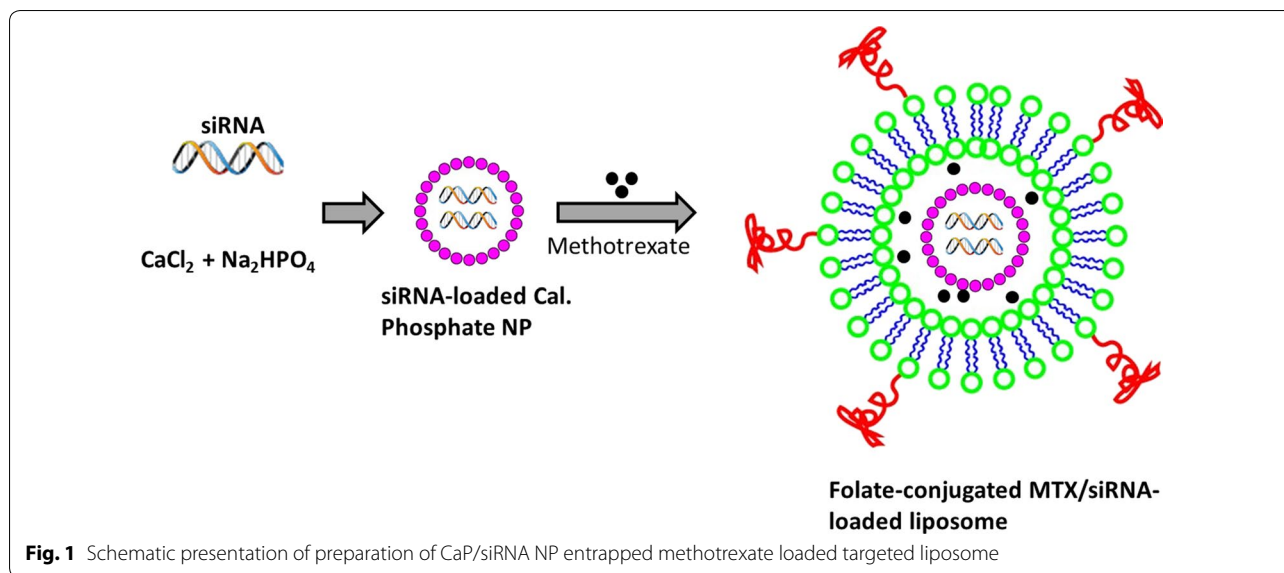 siRNA
CaCl₂ + Na₂HPO₄
siRNA-loaded Cal.
Phosphate NP
Methotrexate
Folate-conjugated MTX/siRNA-
loaded liposome
Fig. 1 Schematic presentation of preparation of CaP/siRNA NP entrapped methotrexate loaded targeted liposome